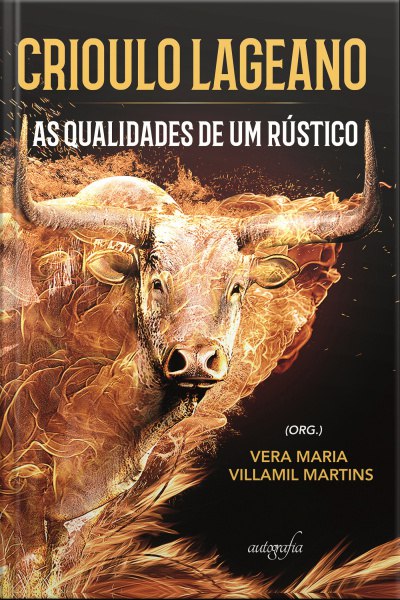 CRIOULO LAGEANO
AS QUALIDADES DE UM RÚSTICO
(ORG.)
VERA MARIA
VILLAMIL MARTINS
autografia